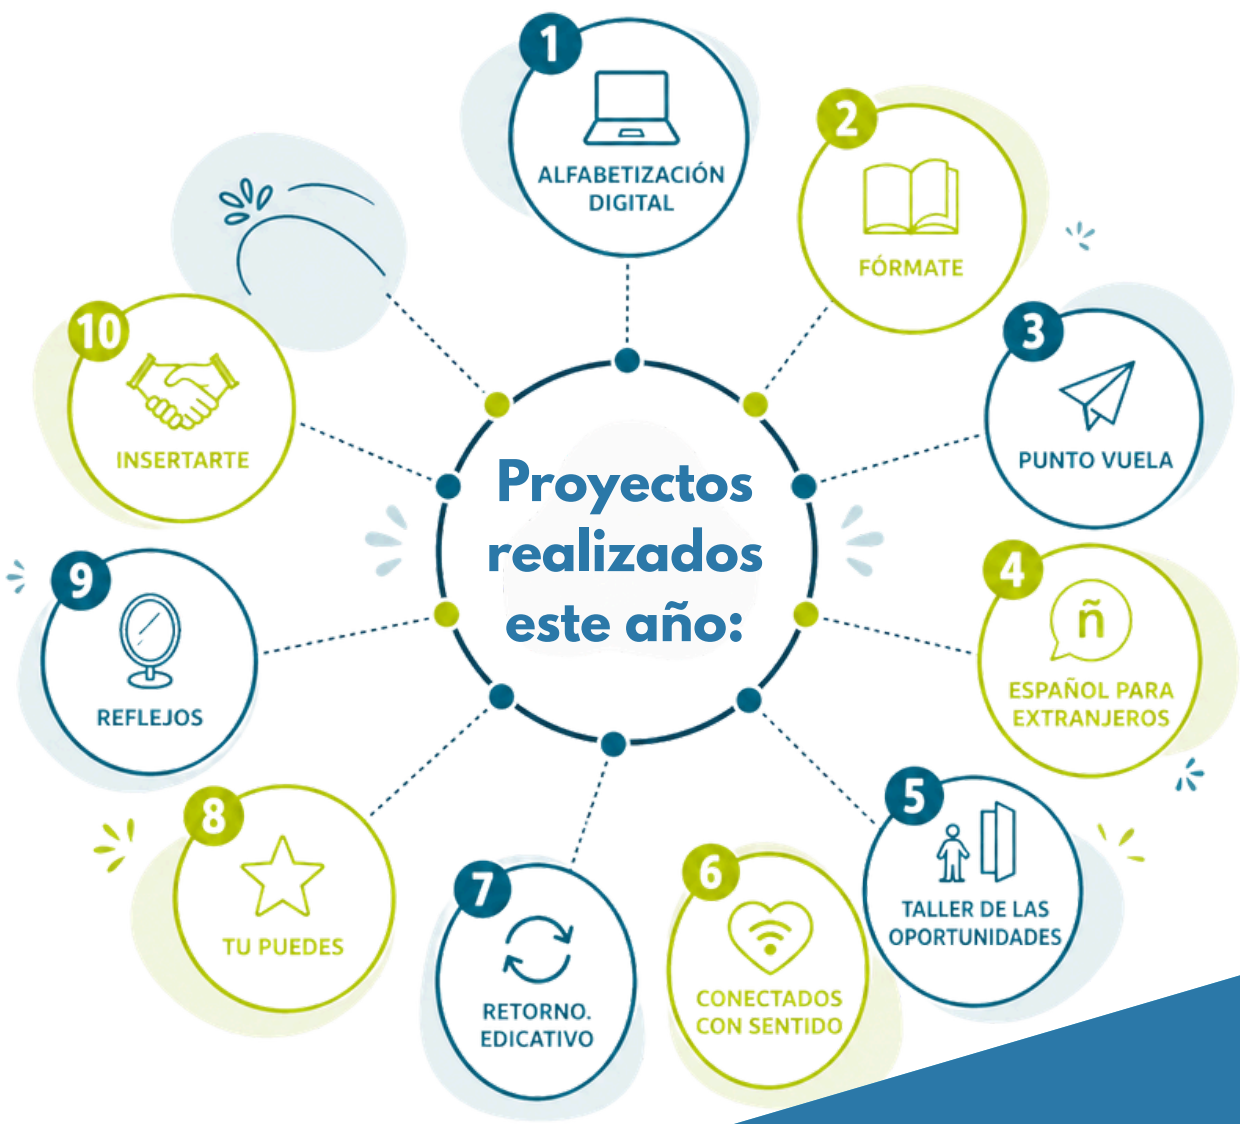 Proyectos
realizados
este año:
1
ALFABETIZACIÓN
DIGITAL
2
FÓRMATE
3
PUNTO VUELA
4
ñ
ESPAÑOL PARA
EXTRANJEROS
5
TALLER DE LAS
OPORTUNIDADES
6
CONECTADOS
CON SENTIDO
7
RETORNO.
EDICATIVO
8
TU PUEDES
9
REFLEJOS
10
INSERTARTE